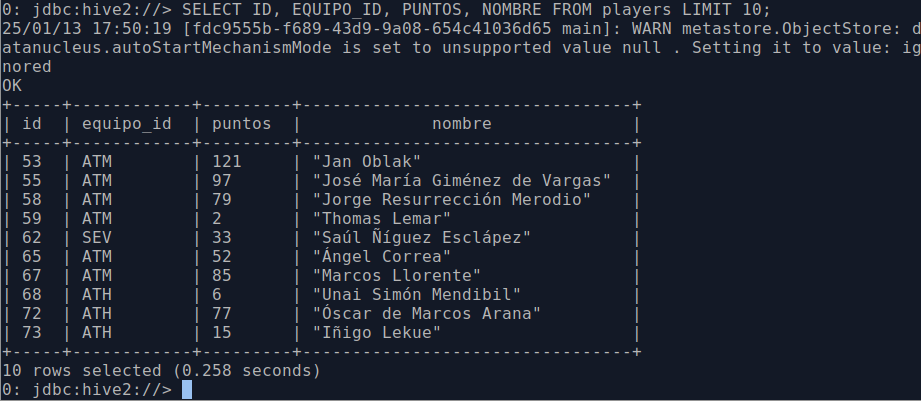 0: jdbc:hive2://> SELECT ID, EQUIPO_ID, PUNTOS, NOMBRE FROM players LIMIT 10;
25/01/13 17:50:19 [fdc9555b-f689-43d9-9a08-654c41036d65 main]: WARN metastore.ObjectStore: d
atanucleus.autoStartMechanismMode is set to unsupported value null . Setting it to value: ig
nored
OK
+-----+------------+---------+---------------------------------+
| id  | equipo_id  | puntos  |             nombre              |
+-----+------------+---------+---------------------------------+
| 53  | ATM        | 121     | "Jan Oblak"                     |
| 55  | ATM        | 97      | "José María Giménez de Vargas"  |
| 58  | ATM        | 79      | "Jorge Resurrección Merodio"    |
| 59  | ATM        | 2       | "Thomas Lemar"                  |
| 62  | SEV        | 33      | "Saúl Ñíguez Esclápez"          |
| 65  | ATM        | 52      | "Ángel Correa"                  |
| 67  | ATM        | 85      | "Marcos Llorente"               |
| 68  | ATH        | 6       | "Unai Simón Mendibil"           |
| 72  | ATH        | 77      | "Óscar de Marcos Arana"         |
| 73  | ATH        | 15      | "Iñigo Lekue"                   |
+-----+------------+---------+---------------------------------+
10 rows selected (0.258 seconds)
0: jdbc:hive2://>